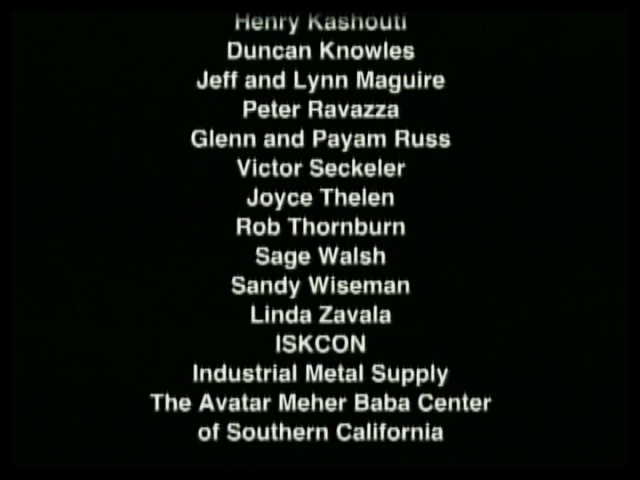 Henry Kashouti
Duncan Knowles
Jeff and Lynn Maguire
Peter Ravazza
Glenn and Payam Russ
Victor Seckeler
Joyce Thelen
Rob Thornburn
Sage Walsh
Sandy Wiseman
Linda Zavala
ISKCON
Industrial Metal Supply
The Avatar Meher Baba Center
of Southern California